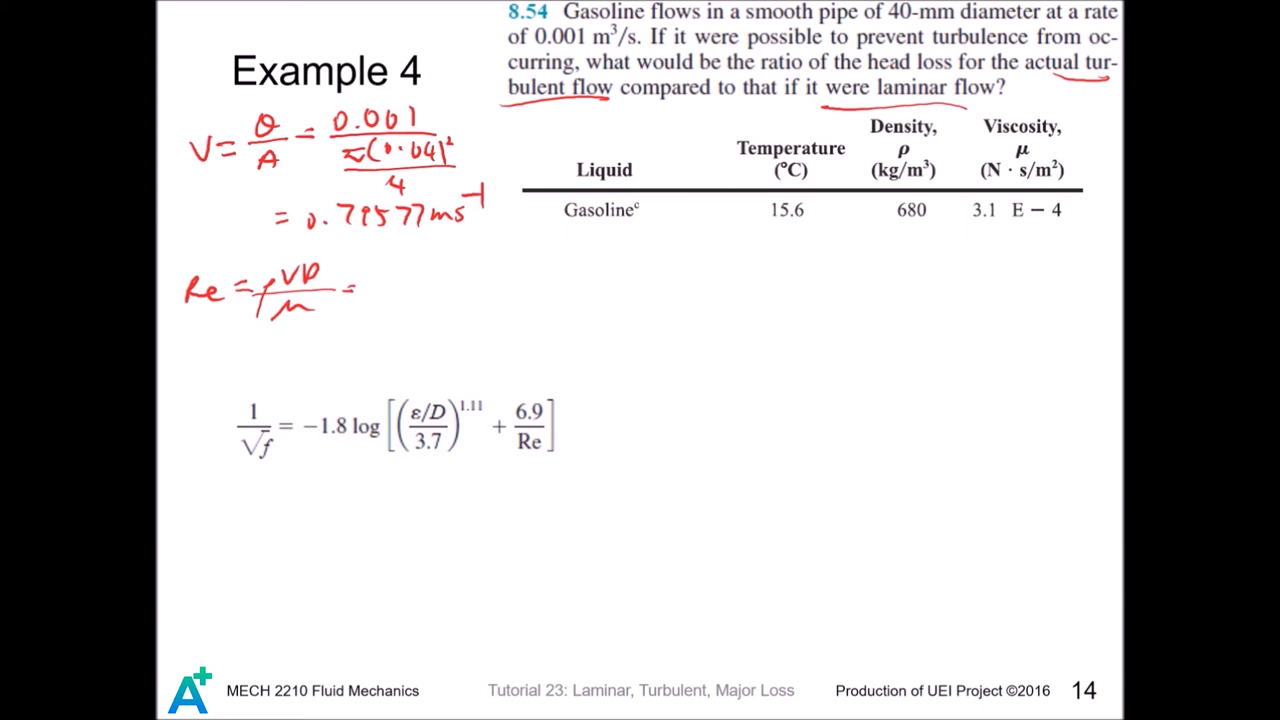 8.54 Gasoline flows in a smooth pipe of 40-mm diameter at a rate
of 0.001 m³/s. If it were possible to prevent turbulence from oc-
curring, what would be the ratio of the head loss for the actual tur-
bulent flow compared to that if it were laminar flow?
Example 4
V = Q/A = 0.001 / (π(0.04)²/4)
= 0.79577 ms⁻¹
Liquid Temperature (°C) Density, ρ (kg/m³) Viscosity, μ (N · s/m²)
Gasolineᶜ 15.6 680 3.1 E − 4
Re = ρVD/μ =
1/√f = −1.8 log [((ε/D)/3.7)^1.11 + 6.9/Re]
A+ MECH 2210 Fluid Mechanics Tutorial 23: Laminar, Turbulent, Major Loss Production of UEI Project ©2016 14